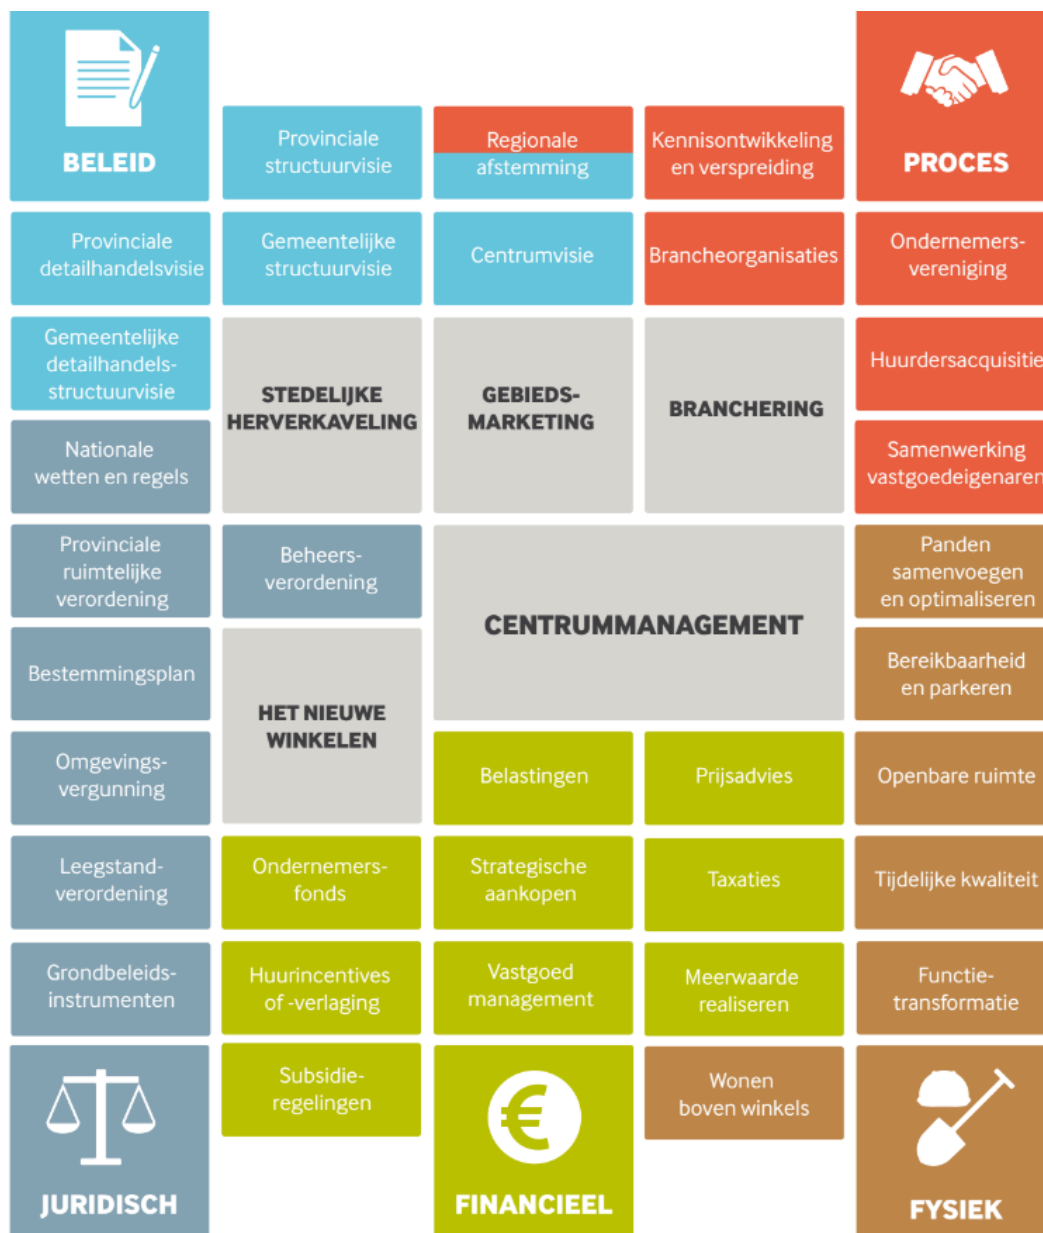 BELEID
Provinciale
structuurvisie
Regionale
afstemming
Kennisontwikkeling
en verspreiding
PROCES
Provinciale
detailhandelsvisie
Gemeentelijke
structuurvisie
Centrumvisie
Brancheorganisaties
Ondernemers-
vereniging
Gemeentelijke
detailhandels-
structuurvisie
STEDELIJKE
HERVERKAVELING
GEBIEDS-
MARKETING
BRANCHERING
Huurdersacquisitie
Nationale
wetten en regels
Samenwerking
vastgoedeigenaren
Provinciale
ruimtelijke
verordening
Beheers-
verordening
CENTRUMMANAGEMENT
Panden
samenvoegen
en optimaliseren
Bestemmingsplan
HET NIEUWE
WINKELEN
Bereikbaarheid
en parkeren
Omgevings-
vergunning
Belastingen
Prijsadvies
Openbare ruimte
Leegstand-
verordening
Ondernemers-
fonds
Strategische
aankopen
Taxaties
Tijdelijke kwaliteit
Grondbeleids-
instrumenten
Huurincentives
of -verlaging
Vastgoed
management
Meerwaarde
realiseren
Functie-
transformatie
JURIDISCH
Subsidie-
regelingen
€
FINANCIEEL
Wonen
boven winkels
FYSIEK